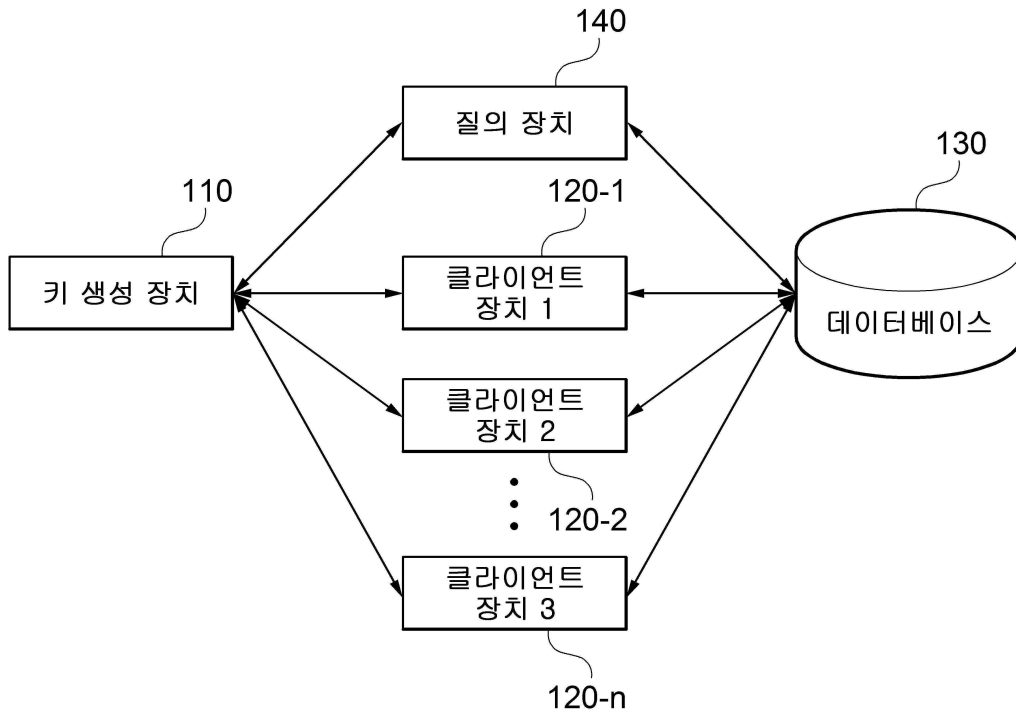 140
질의 장치
130
110
120-1
키 생성 장치
클라이언트
장치 1
데이터베이스
클라이언트
장치 2
120-2
클라이언트
장치 3
120-n